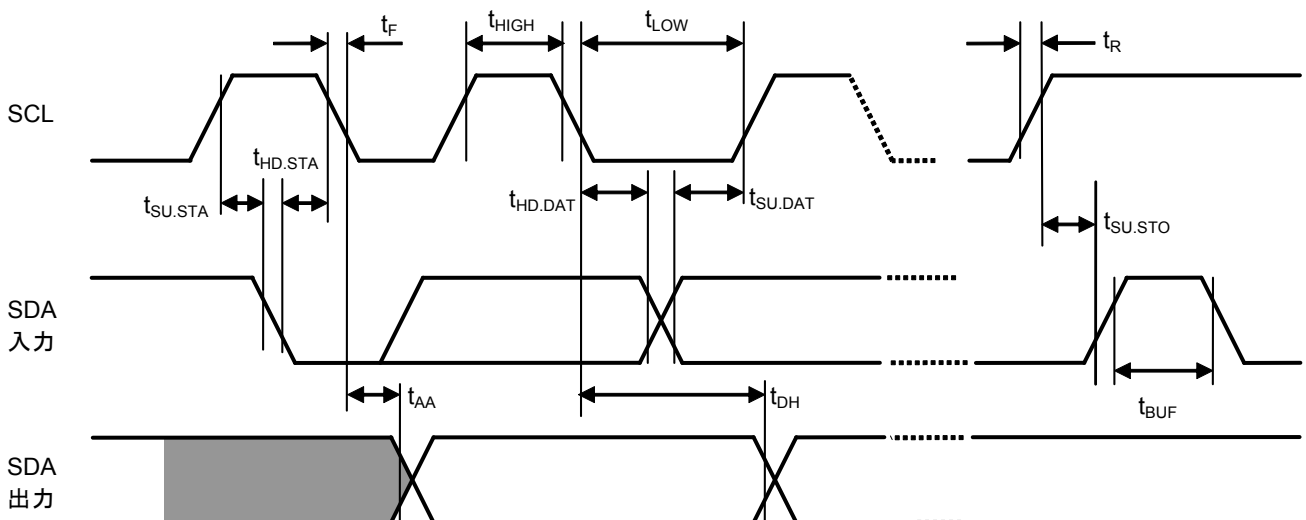 tF
tHIGH
tLOW
tR
SCL
tHD.STA
tSU.STA
tHD.DAT
tSU.DAT
tSU.STO
SDA
入力
tAA
tDH
tBUF
SDA
出力